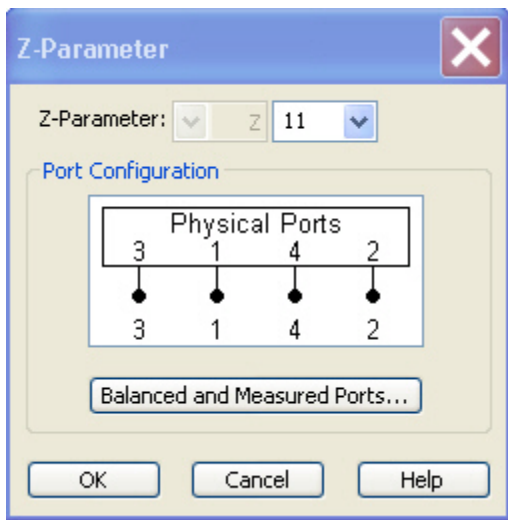 Z-Parameter
Z-Parameter: Z 11
Port Configuration
Physical Ports
3 1 4 2
3 1 4 2
Balanced and Measured Ports...
OK Cancel Help